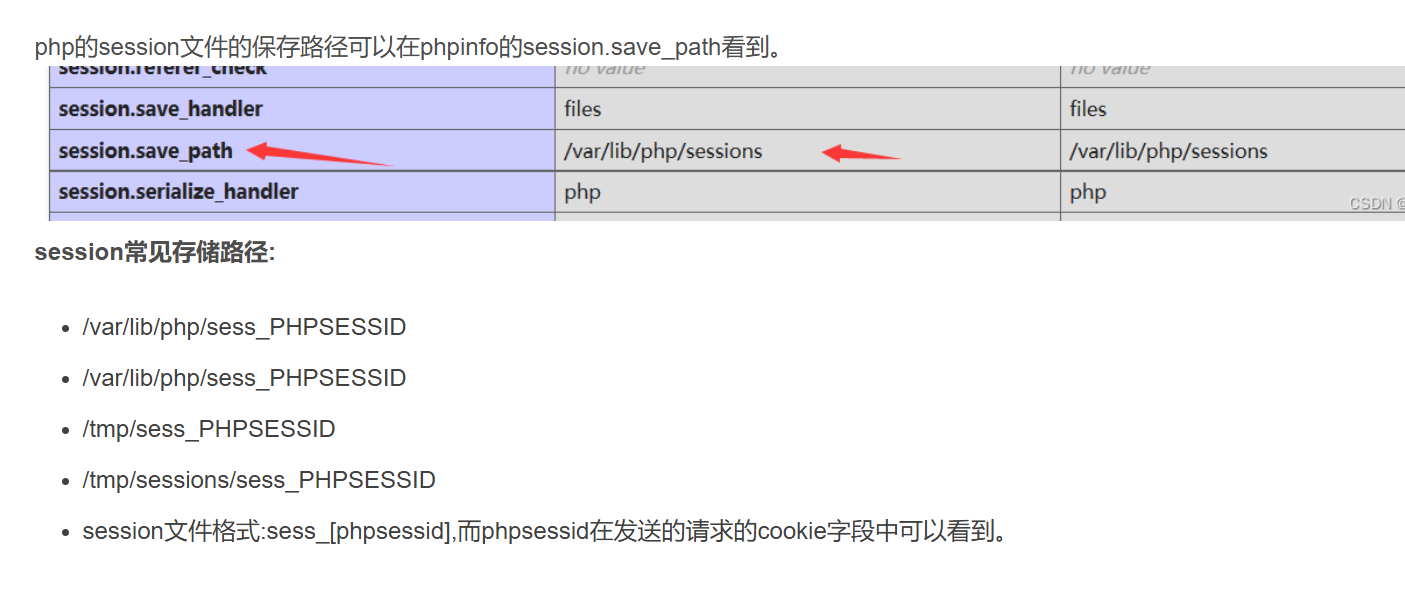 php的session文件的保存路径可以在phpinfo的session.save_path看到。
session.referer_check no value no value
session.save_handler files files
session.save_path /var/lib/php/sessions /var/lib/php/sessions
session.serialize_handler php php
CSDN @
session常见存储路径:
/var/lib/php/sess_PHPSESSID
/var/lib/php/sess_PHPSESSID
/tmp/sess_PHPSESSID
/tmp/sessions/sess_PHPSESSID
session文件格式:sess_[phpsessid],而phpsessid在发送的请求的cookie字段中可以看到。